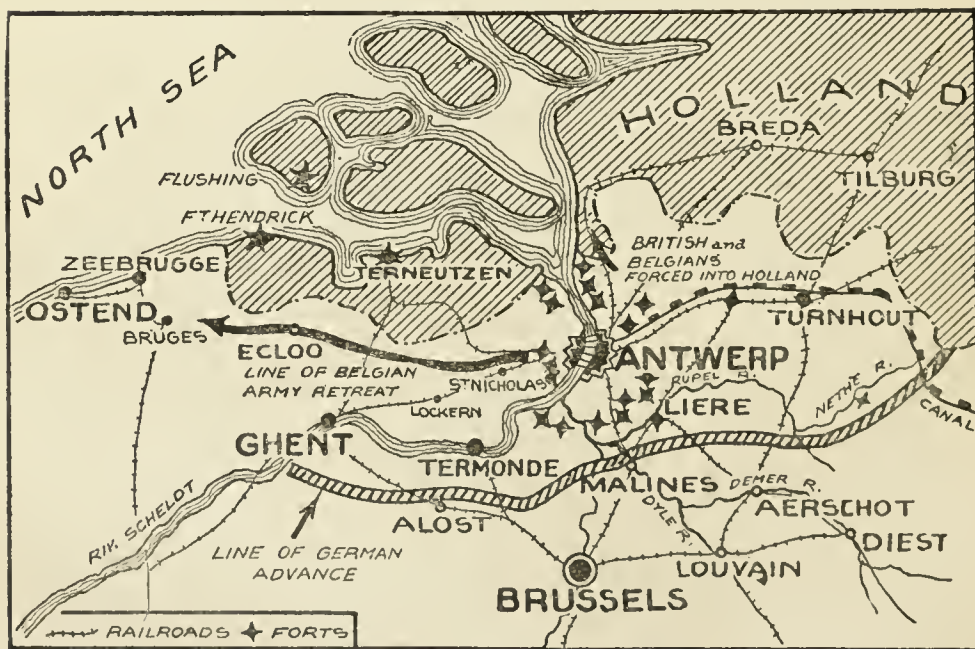 NORTH SEA
HOLLAND
BREDA
TILBURG
FLUSHING
FT HENDRICK
BRITISH and
BELGIANS
FORCED INTO HOLLAND
ZEEBRUGGE
TERNEUTZEN
OSTEND
TURNHOUT
BRUGES
ECLOO
ANTWERP
LINE OF BELGIAN
ARMY RETREAT
ST NICHOLAS
RUPEL R.
NETHE R.
LOCKERN
LIERE
CANAL
GHENT
TERMONDE
MALINES
DEMER R.
AERSCHOT
ALOST
DYLE R.
RIV. SCHELDT
DIEST
LINE OF GERMAN
ADVANCE
LOUVAIN
BRUSSELS
RAILROADS FORTS